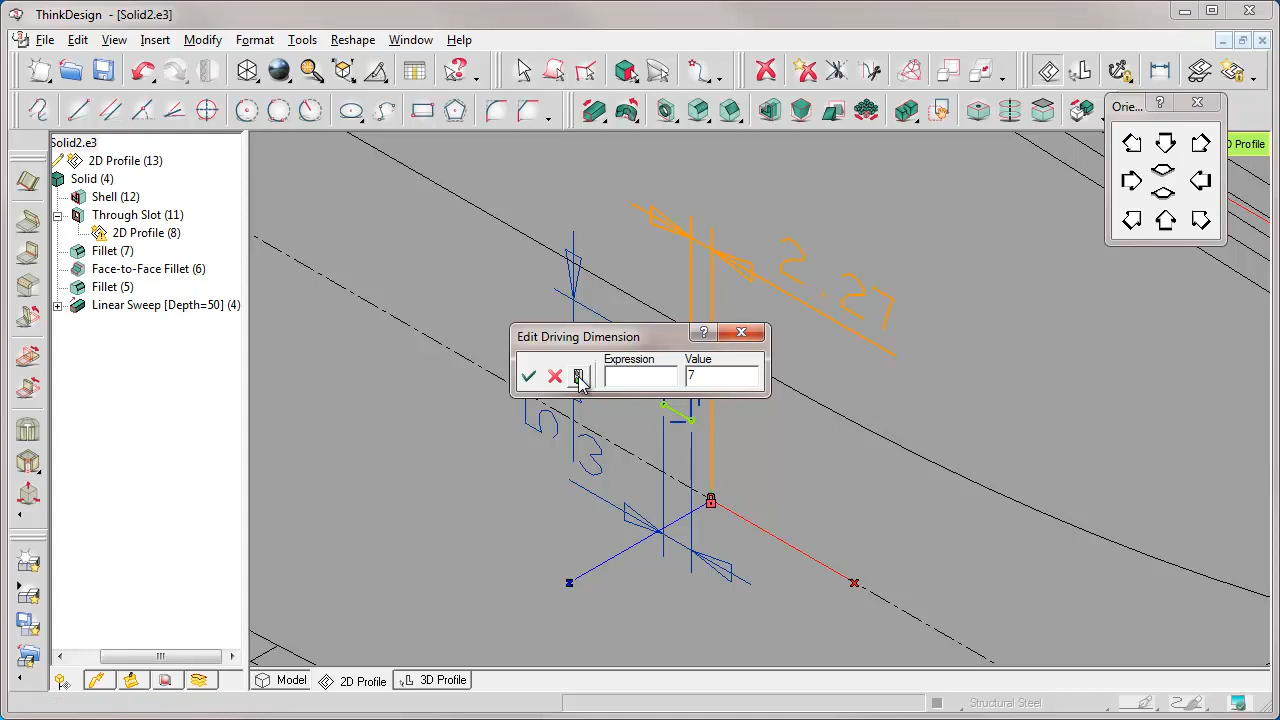 ThinkDesign - [Solid2.e3]
File Edit View Insert Modify Format Tools Reshape Window Help
Orie...
2D Profile
Solid2.e3
2D Profile (13)
Solid (4)
Shell (12)
Through Slot (11)
2D Profile (8)
Fillet (7)
Face-to-Face Fillet (6)
Fillet (5)
Linear Sweep [Depth=50] (4)
2.27
Edit Driving Dimension
Expression Value
7
53
z
x
Model 2D Profile 3D Profile
Structural Steel